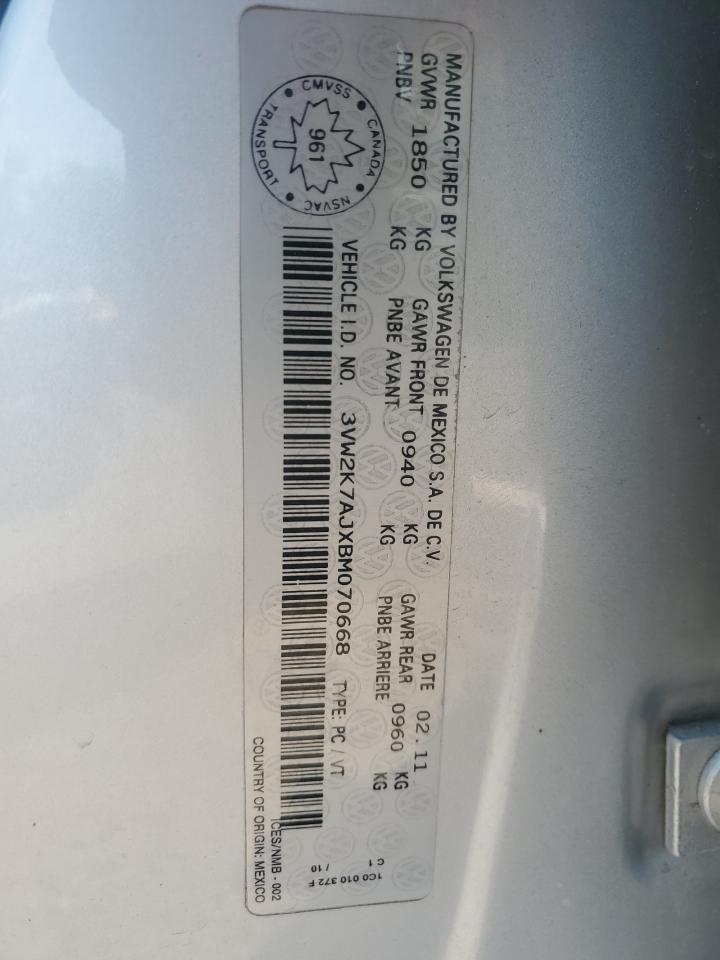 MANUFACTURED BY VOLKSWAGEN DE MEXICO S.A. DE C.V. DATE 02.11
GVWR 1850 KG GAWR FRONT 0940 KG GAWR REAR 0960 KG
PNBV KG PNBE AVANT KG PNBE ARRIERE KG
CMVSS • CANADA • NSVAC • TRANSPORT •
961
VEHICLE I.D. NO. 3VW2K7AJXBM070668 TYPE: PC / VT
ICES/NMB - 002
COUNTRY OF ORIGIN: MEXICO
1C0 010 372 F
C 1 / 10